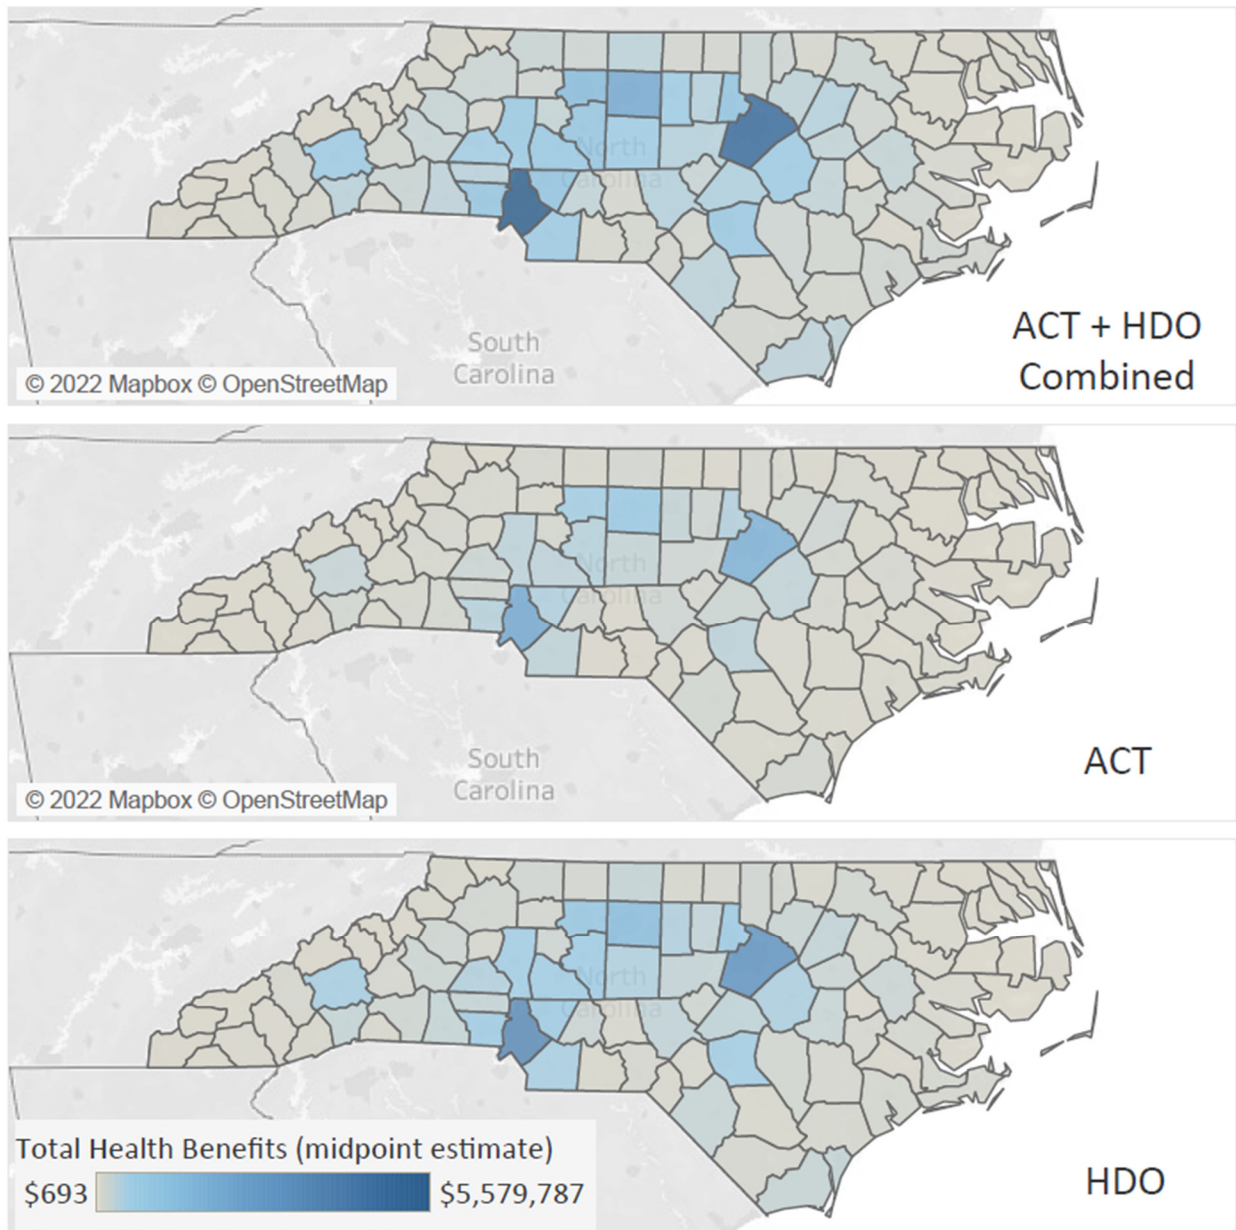 North
Carolina
South
Carolina
ACT + HDO
Combined
© 2022 Mapbox © OpenStreetMap
North
Carolina
South
Carolina
ACT
© 2022 Mapbox © OpenStreetMap
North
Carolina
Total Health Benefits (midpoint estimate)
$693 $5,579,787
HDO